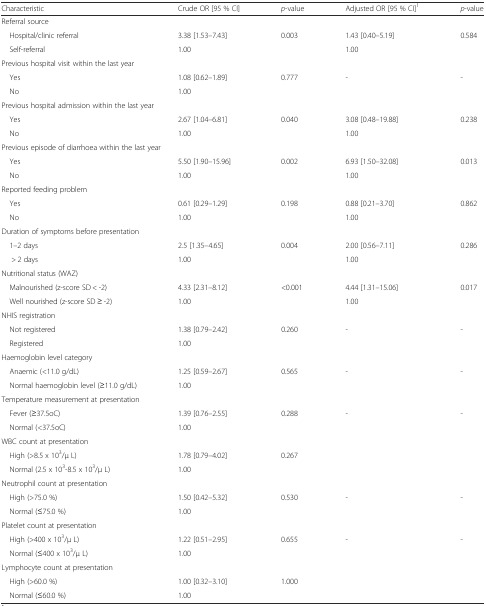 Characteristic Crude OR [95 % CI] p-value Adjusted OR [95 % CI]¹ p-value
Referral source
Hospital/clinic referral 3.38 [1.53–7.43] 0.003 1.43 [0.40–5.19] 0.584
Self-referral 1.00 1.00
Previous hospital visit within the last year
Yes 1.08 [0.62–1.89] 0.777 - -
No 1.00
Previous hospital admission within the last year
Yes 2.67 [1.04–6.81] 0.040 3.08 [0.48–19.88] 0.238
No 1.00 1.00
Previous episode of diarrhoea within the last year
Yes 5.50 [1.90–15.96] 0.002 6.93 [1.50–32.08] 0.013
No 1.00 1.00
Reported feeding problem
Yes 0.61 [0.29–1.29] 0.198 0.88 [0.21–3.70] 0.862
No 1.00 1.00
Duration of symptoms before presentation
1–2 days 2.5 [1.35–4.65] 0.004 2.00 [0.56–7.11] 0.286
> 2 days 1.00 1.00
Nutritional status (WAZ)
Malnourished (z-score SD < -2) 4.33 [2.31–8.12] <0.001 4.44 [1.31–15.06] 0.017
Well nourished (z-score SD ≥ -2) 1.00 1.00
NHIS registration
Not registered 1.38 [0.79–2.42] 0.260 - -
Registered 1.00
Haemoglobin level category
Anaemic (<11.0 g/dL) 1.25 [0.59–2.67] 0.565 - -
Normal haemoglobin level (≥11.0 g/dL) 1.00
Temperature measurement at presentation
Fever (≥37.5oC) 1.39 [0.76–2.55] 0.288 - -
Normal (<37.5oC) 1.00
WBC count at presentation
High (>8.5 x 10³/μ L) 1.78 [0.79–4.02] 0.267
Normal (2.5 x 10³-8.5 x 10³/μ L) 1.00
Neutrophil count at presentation
High (>75.0 %) 1.50 [0.42–5.32] 0.530 - -
Normal (≤75.0 %) 1.00
Platelet count at presentation
High (>400 x 10³/μ L) 1.22 [0.51–2.95] 0.655 - -
Normal (≤400 x 10³/μ L) 1.00
Lymphocyte count at presentation
High (>60.0 %) 1.00 [0.32–3.10] 1.000
Normal (≤60.0 %) 1.00